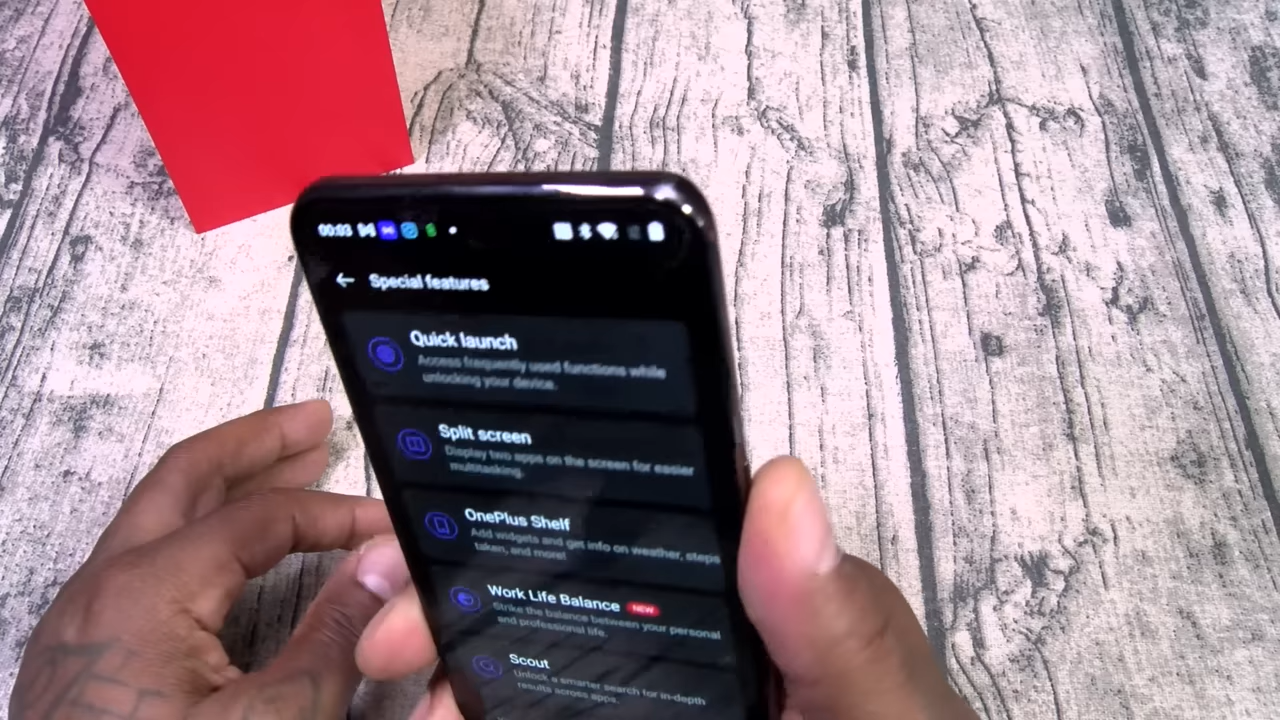 00:03
Special features
Quick launch
Access frequently used functions while
unlocking your device.
Split screen
Display two apps on the screen for easier
multitasking.
OnePlus Shelf
Add widgets and get info on weather, steps
taken, and more!
Work Life Balance NEW
Strike the balance between your personal
and professional life.
Scout
Unlock a smarter search for in-depth
results across apps.